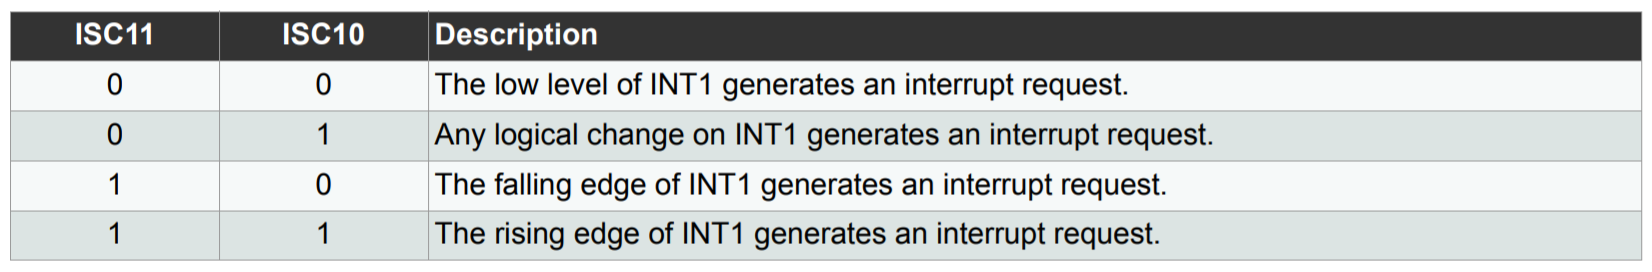 ISC11 ISC10 Description
0 0 The low level of INT1 generates an interrupt request.
0 1 Any logical change on INT1 generates an interrupt request.
1 0 The falling edge of INT1 generates an interrupt request.
1 1 The rising edge of INT1 generates an interrupt request.